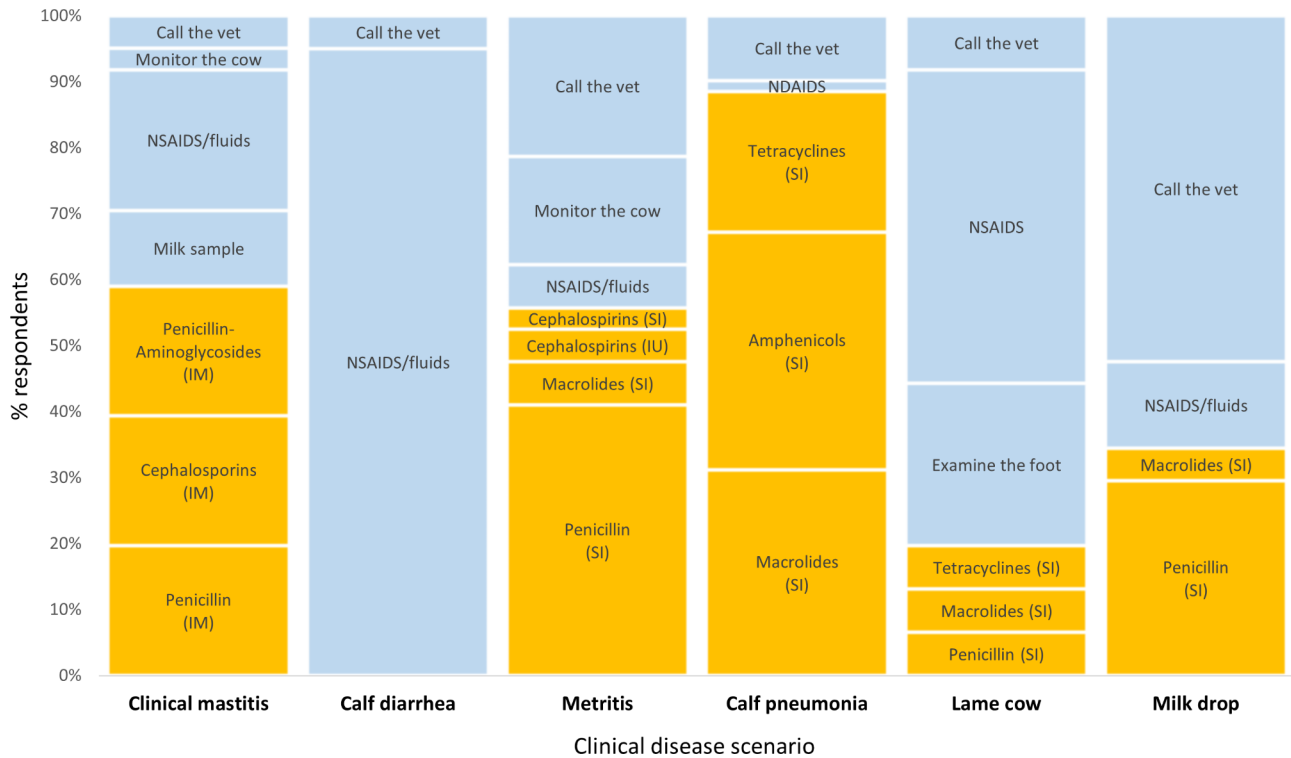 100%
90%
80%
70%
60%
50%
40%
30%
20%
10%
0%
% respondents
Call the vet
Monitor the cow
NSAIDS/fluids
Milk sample
Penicillin-
Aminoglycosides
(IM)
Cephalosporins
(IM)
Penicillin
(IM)
Call the vet
NSAIDS/fluids
Call the vet
Monitor the cow
NSAIDS/fluids
Cephalospirins (SI)
Cephalospirins (IU)
Macrolides (SI)
Penicillin
(SI)
Call the vet
NDAIDS
Tetracyclines
(SI)
Amphenicols
(SI)
Macrolides
(SI)
Call the vet
NSAIDS
Examine the foot
Tetracyclines (SI)
Macrolides (SI)
Penicillin (SI)
Call the vet
NSAIDS/fluids
Macrolides (SI)
Penicillin
(SI)
Clinical mastitis
Calf diarrhea
Metritis
Calf pneumonia
Lame cow
Milk drop
Clinical disease scenario